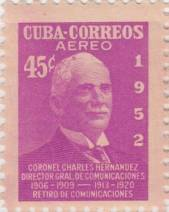 CUBA-CORREOS
AEREO
45¢
1952
CORONEL CHARLES HERNANDEZ
DIRECTOR GRAL. DE COMUNICACIONES
1906-1909 — 1913-1920
RETIRO DE COMUNICACIONES